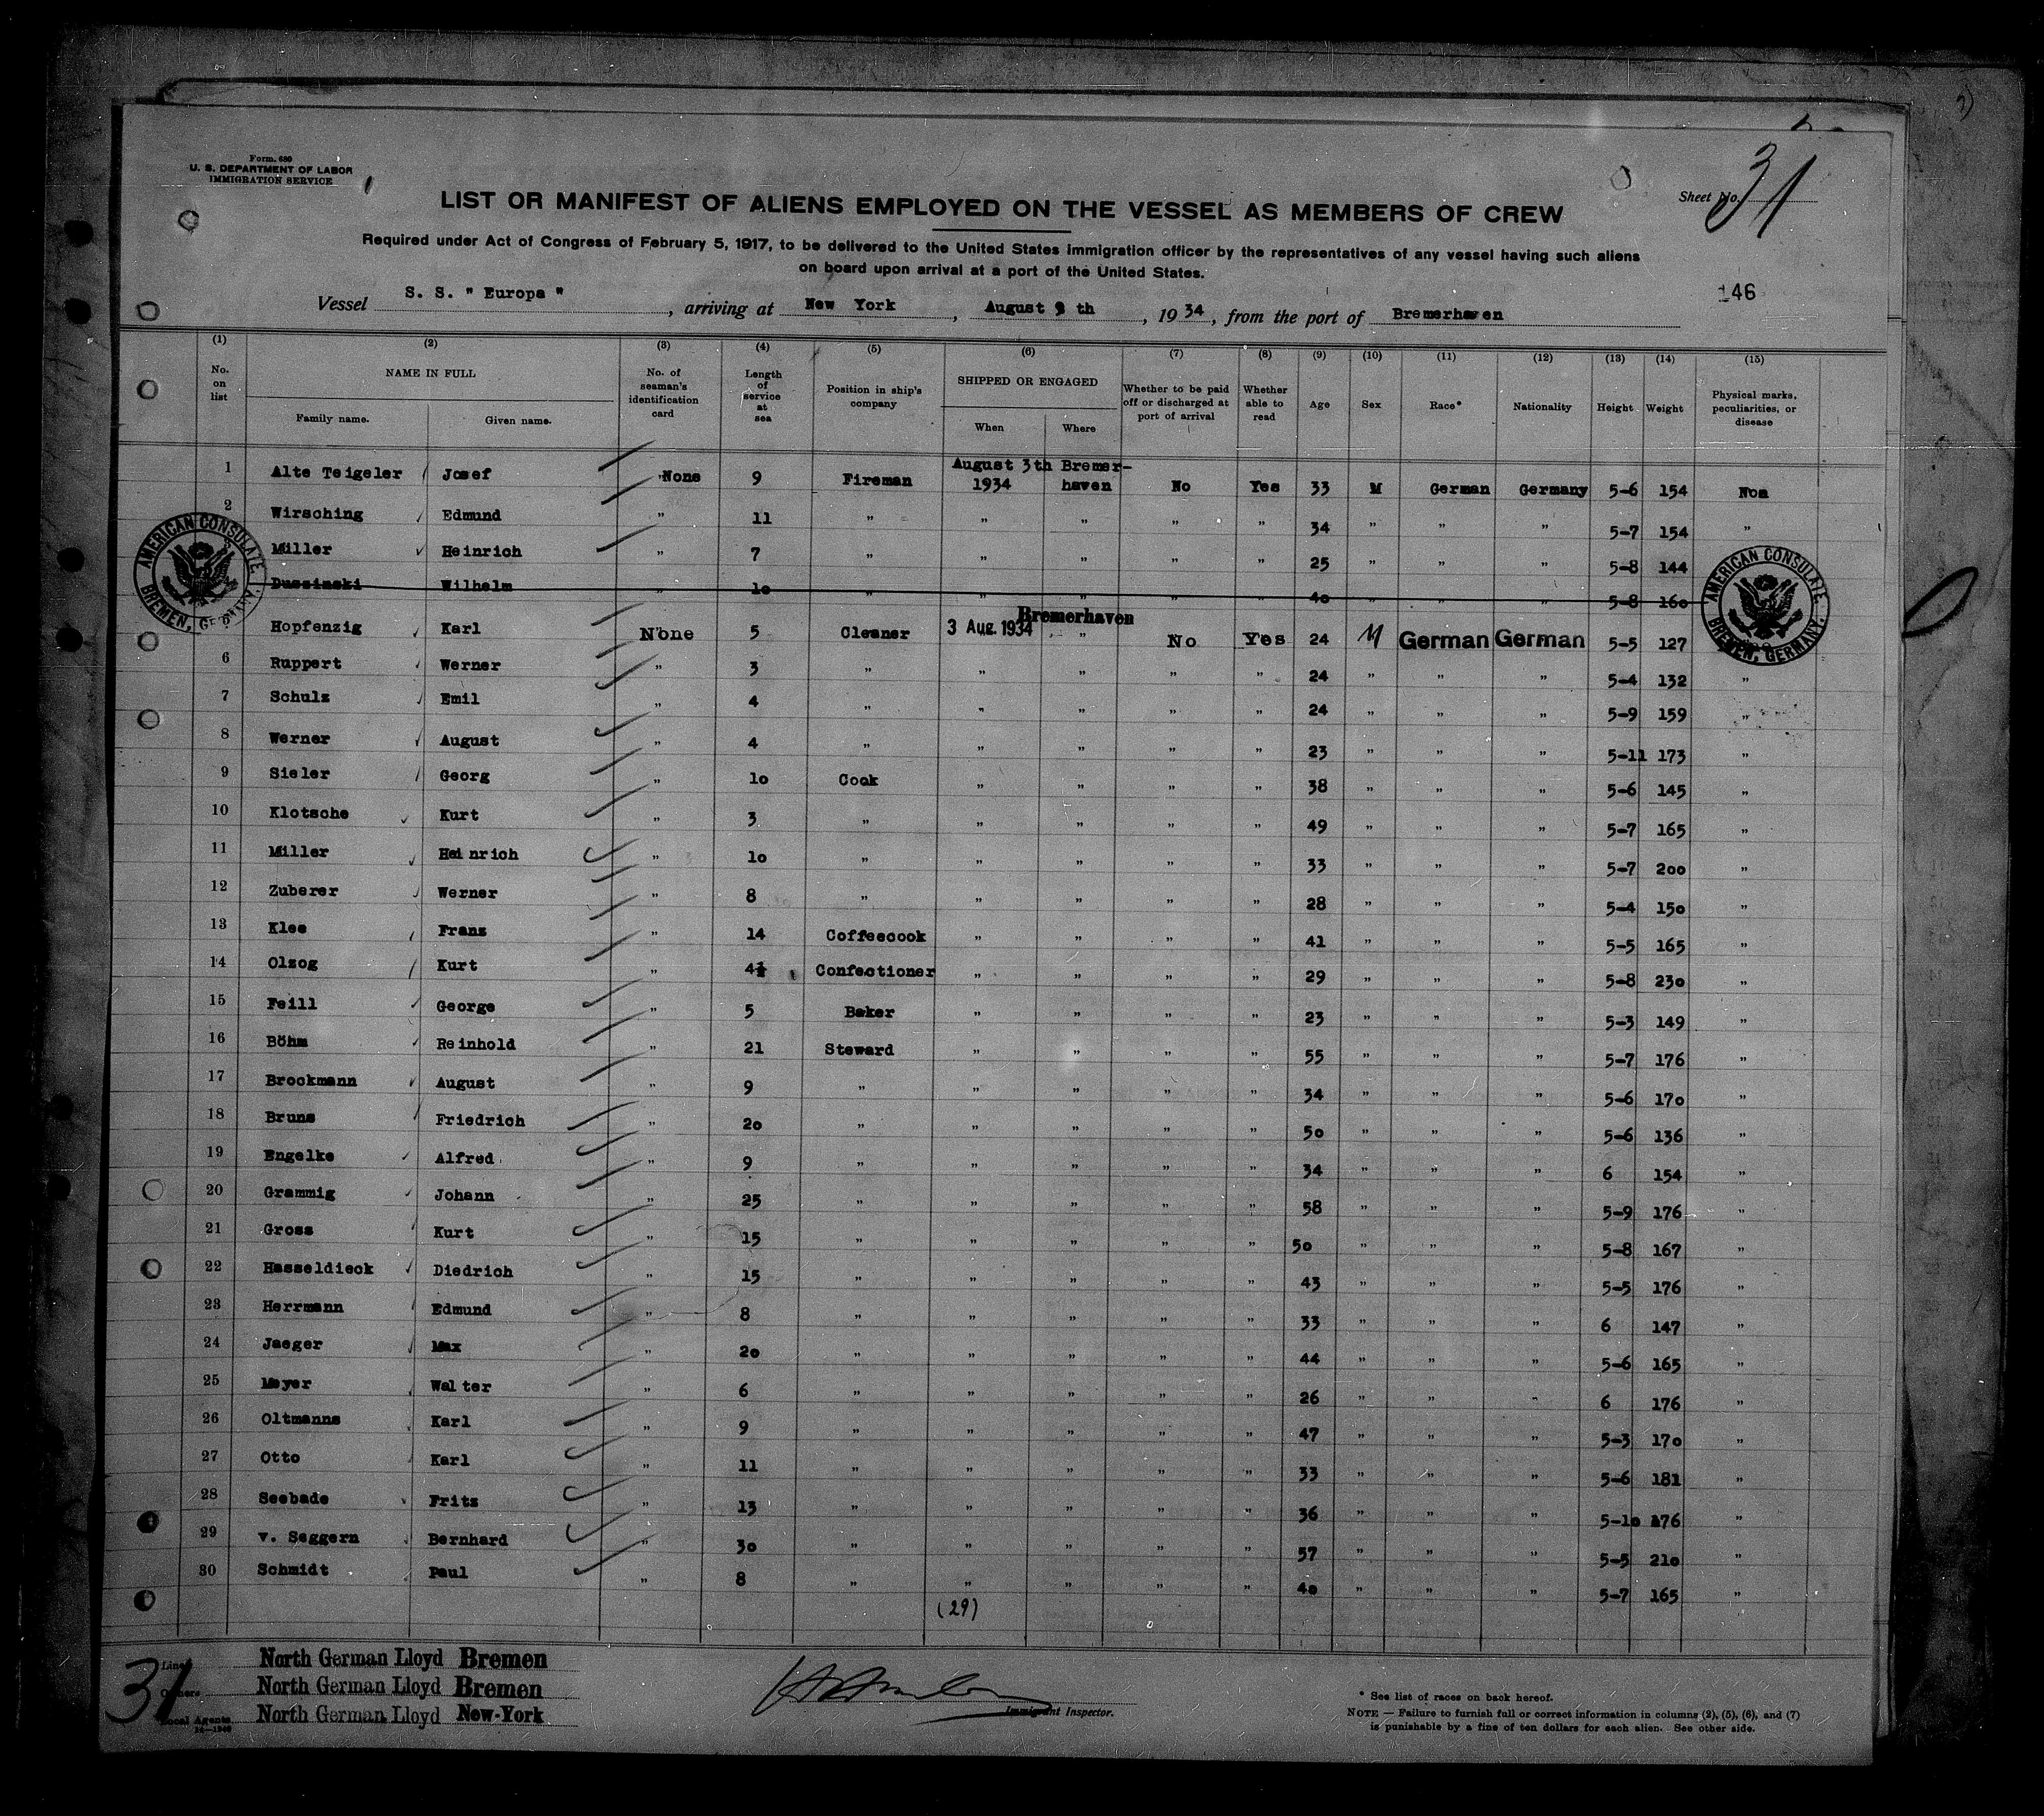 Form. 680
U. S. DEPARTMENT OF LABOR
IMMIGRATION SERVICE
Sheet No. 31
LIST OR MANIFEST OF ALIENS EMPLOYED ON THE VESSEL AS MEMBERS OF CREW
Required under Act of Congress of February 5, 1917, to be delivered to the United States immigration officer by the representatives of any vessel having such aliens
on board upon arrival at a port of the United States.
146
Vessel S. S. " Europa " , arriving at New York , August 9 th , 19 34 , from the port of Bremerhaven
(1) (2) (3) (4) (5) (6) (7) (8) (9) (10) (11) (12) (13) (14) (15)
No. on list NAME IN FULL Family name. Given name. No. of seaman's identification card Length of service at sea Position in ship's company SHIPPED OR ENGAGED When Where Whether to be paid off or discharged at port of arrival Whether able to read Age Sex Race* Nationality Height Weight Physical marks, peculiarities, or disease
1 Alte Teigeler Josef None 9 Fireman August 3th 1934 Bremer-haven No Yes 33 M German Germany 5-6 154 Non
2 Wirsching Edmund " 11 " " " " " 34 " " " 5-7 154 "
Miller Heinrich " 7 " " " " " 25 " " " 5-8 144
Dussinski Wilhelm " 10 " " " " " 40 " " " 5-8 160
Hopfenzig Karl None 5 Cleaner 3 Aug. 1934 Bremerhaven " No Yes 24 M German German 5-5 127
6 Ruppert Werner " 3 " " " " " 24 " " " 5-4 132 "
7 Schulz Emil " 4 " " " " " 24 " " " 5-9 159 "
8 Werner August " 4 " " " " " 23 " " " 5-11 173 "
9 Sieler Georg " 10 Cook " " " " 38 " " " 5-6 145 "
10 Klotsche Kurt " 3 " " " " " 49 " " " 5-7 165 "
11 Miller Heinrich " 10 " " " " " 33 " " " 5-7 200 "
12 Zuberer Werner " 8 " " " " " 28 " " " 5-4 150 "
13 Klee Franz " 14 Coffeecook " " " " 41 " " " 5-5 165 "
14 Olzog Kurt " 4½ Confectioner " " " " 29 " " " 5-8 230 "
15 Feill George " 5 Baker " " " " 23 " " " 5-3 149 "
16 Böhm Reinhold " 21 Steward " " " " 55 " " " 5-7 176 "
17 Brockmann August " 9 " " " " " 34 " " " 5-6 170 "
18 Bruns Friedrich " 20 " " " " " 50 " " " 5-6 136 "
19 Engelke Alfred " 9 " " " " " 34 " " " 6 154 "
20 Grammig Johann " 25 " " " " " 58 " " " 5-9 176 "
21 Gross Kurt " 15 " " " " " 50 " " " 5-8 167 "
22 Hasseldieck Diedrich " 15 " " " " " 43 " " " 5-5 176 "
23 Herrmann Edmund " 8 " " " " " 33 " " " 6 147 "
24 Jaeger Max " 20 " " " " " 44 " " " 5-6 165 "
25 Meyer Walter " 6 " " " " " 26 " " " 6 176 "
26 Oltmanns Karl " 9 " " " " " 47 " " " 5-3 170 "
27 Otto Karl " 11 " " " " " 33 " " " 5-6 181 "
28 Seebade Fritz " 13 " " " " " 36 " " " 5-10 176 "
29 v. Seggern Bernhard " 30 " " " " " 57 " " " 5-5 210 "
30 Schmidt Paul " 8 " " " " " 40 " " " 5-7 165 "
(29)
AMERICAN CONSULATE BREMEN, GERMANY.
AMERICAN CONSULATE BREMEN, GERMANY.
31
Line North German Lloyd Bremen
Owners North German Lloyd Bremen
Local Agents North German Lloyd New-York
Immigrant Inspector.
* See list of races on back hereof.
NOTE — Failure to furnish full or correct information in columns (2), (5), (6), and (7)
is punishable by a fine of ten dollars for each alien. See other side.